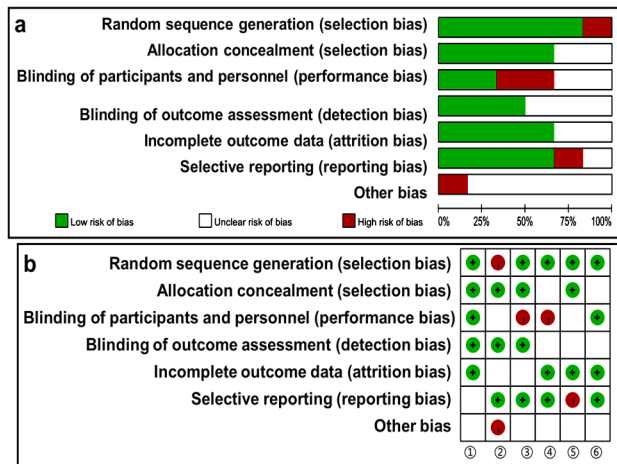 a
Random sequence generation (selection bias)
Allocation concealment (selection bias)
Blinding of participants and personnel (performance bias)
Blinding of outcome assessment (detection bias)
Incomplete outcome data (attrition bias)
Selective reporting (reporting bias)
Other bias
Low risk of bias Unclear risk of bias High risk of bias
0% 25% 50% 75% 100%
b
Random sequence generation (selection bias) + - + + + +
Allocation concealment (selection bias) + + + +
Blinding of participants and personnel (performance bias) + - - +
Blinding of outcome assessment (detection bias) + + +
Incomplete outcome data (attrition bias) + + + +
Selective reporting (reporting bias) + + + - +
Other bias -
① ② ③ ④ ⑤ ⑥